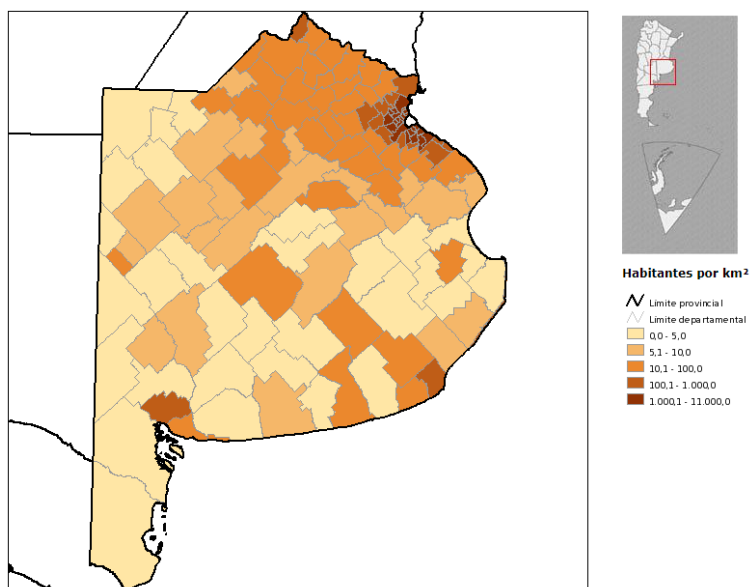 Habitantes por km²
Límite provincial
Límite departamental
0,0 - 5,0
5,1 - 10,0
10,1 - 100,0
100,1 - 1.000,0
1.000,1 - 11.000,0